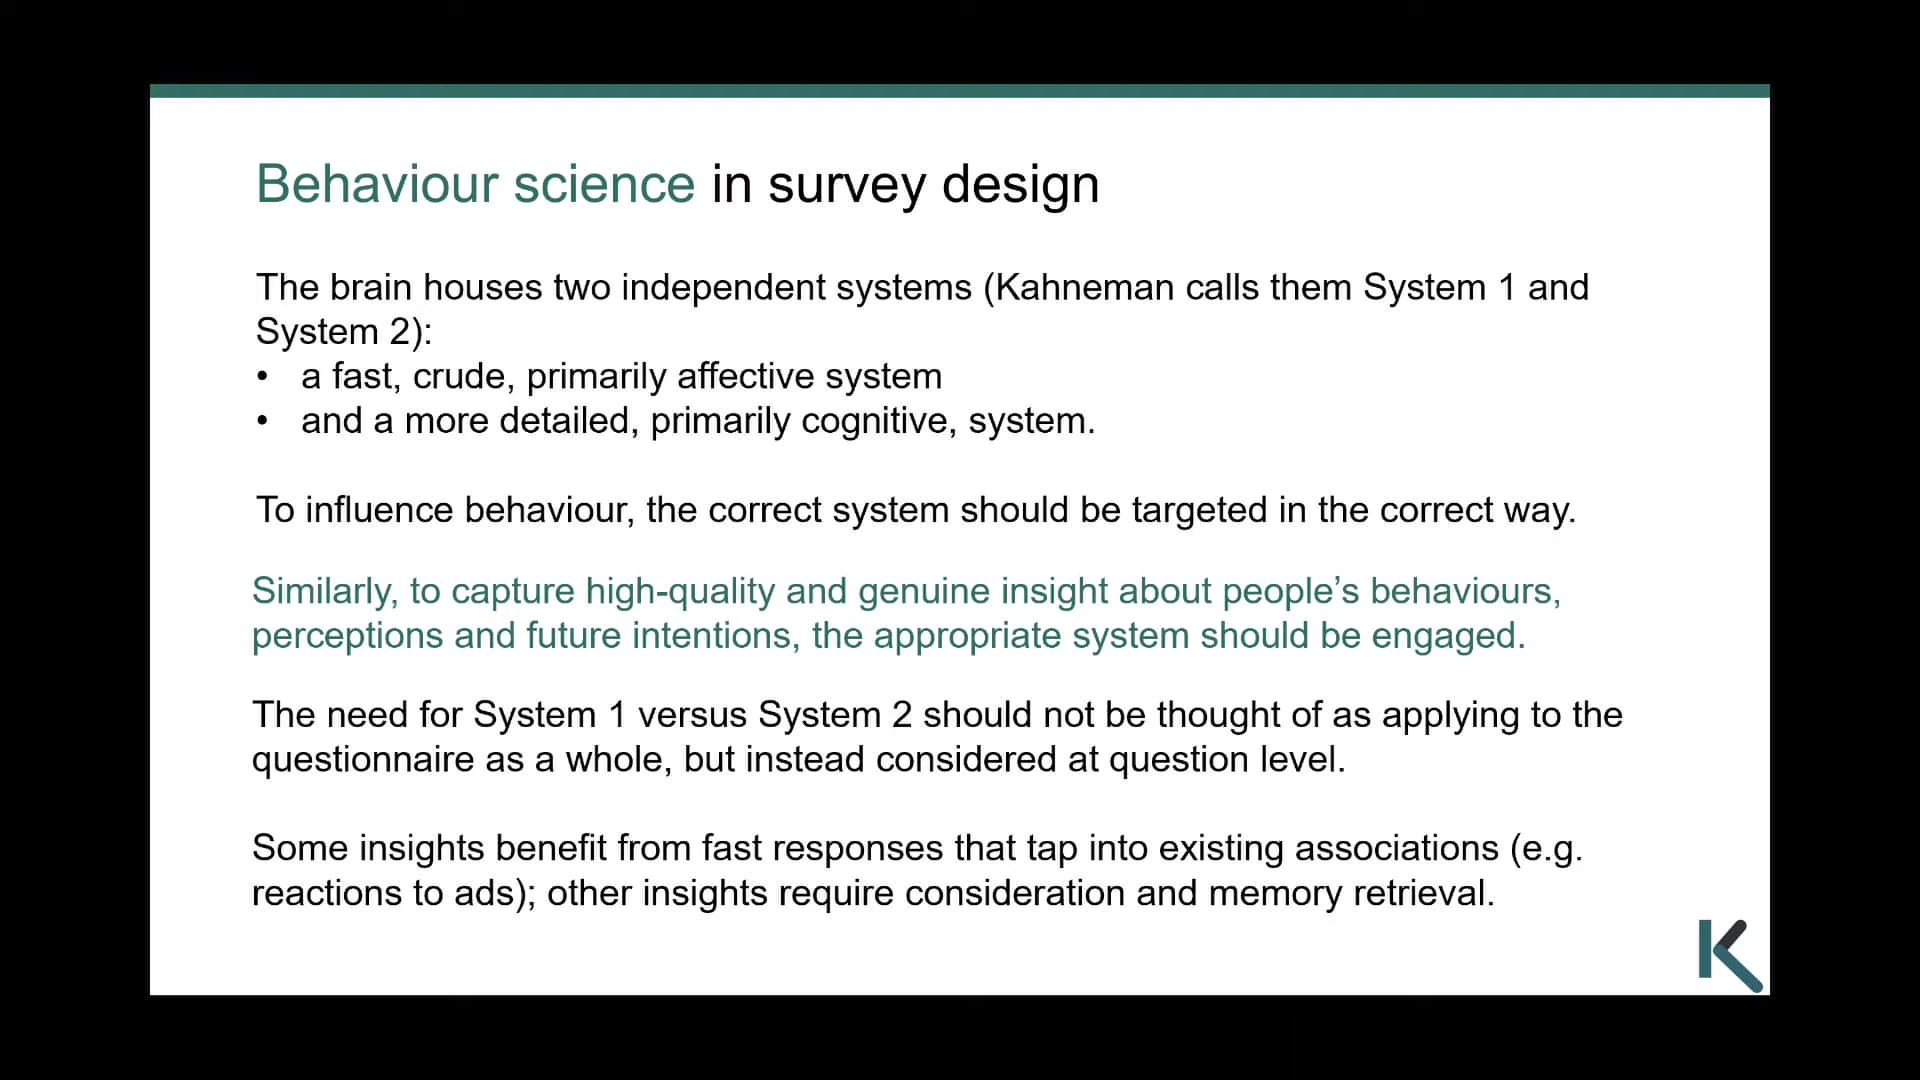 Behaviour science in survey design
The brain houses two independent systems (Kahneman calls them System 1 and
System 2):
• a fast, crude, primarily affective system
• and a more detailed, primarily cognitive, system.
To influence behaviour, the correct system should be targeted in the correct way.
Similarly, to capture high-quality and genuine insight about people’s behaviours,
perceptions and future intentions, the appropriate system should be engaged.
The need for System 1 versus System 2 should not be thought of as applying to the
questionnaire as a whole, but instead considered at question level.
Some insights benefit from fast responses that tap into existing associations (e.g.
reactions to ads); other insights require consideration and memory retrieval.
K